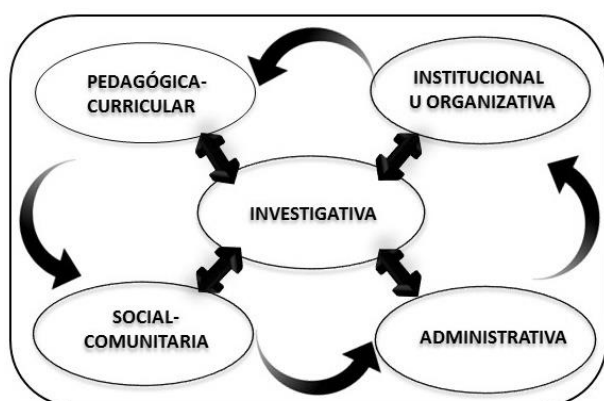 PEDAGÓGICA-
CURRICULAR
INSTITUCIONAL
U ORGANIZATIVA
INVESTIGATIVA
SOCIAL-
COMUNITARIA
ADMINISTRATIVA